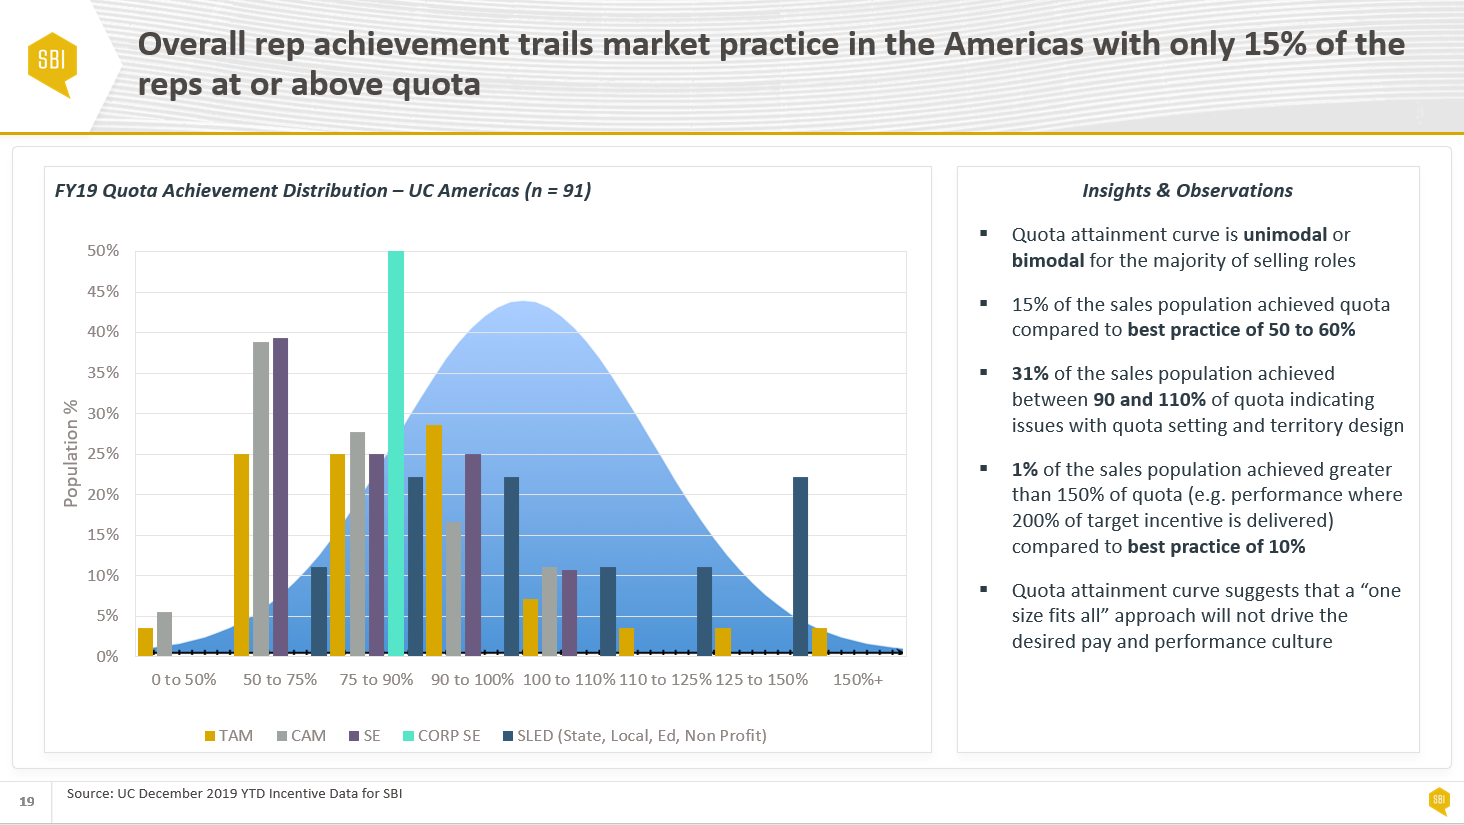 SBI
Overall rep achievement trails market practice in the Americas with only 15% of the
reps at or above quota
FY19 Quota Achievement Distribution – UC Americas (n = 91)
50%
45%
40%
35%
30%
25%
20%
15%
10%
5%
0%
Population %
0 to 50% 50 to 75% 75 to 90% 90 to 100% 100 to 110% 110 to 125% 125 to 150% 150%+
TAM CAM SE CORP SE SLED (State, Local, Ed, Non Profit)
Insights & Observations
▪ Quota attainment curve is unimodal or
bimodal for the majority of selling roles
▪ 15% of the sales population achieved quota
compared to best practice of 50 to 60%
▪ 31% of the sales population achieved
between 90 and 110% of quota indicating
issues with quota setting and territory design
▪ 1% of the sales population achieved greater
than 150% of quota (e.g. performance where
200% of target incentive is delivered)
compared to best practice of 10%
▪ Quota attainment curve suggests that a “one
size fits all” approach will not drive the
desired pay and performance culture
19
Source: UC December 2019 YTD Incentive Data for SBI
SBI